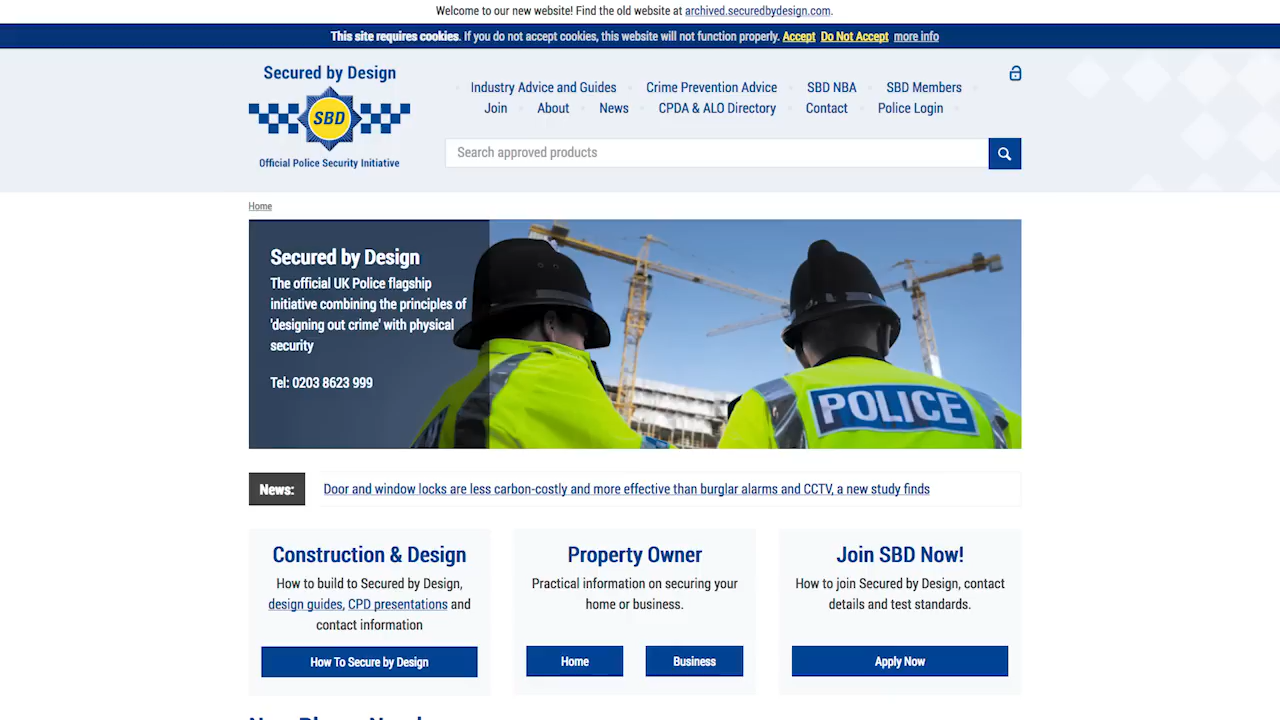 Welcome to our new website! Find the old website at archived.securedbydesign.com.
This site requires cookies. If you do not accept cookies, this website will not function properly. Accept Do Not Accept more info
Secured by Design
SBD
Official Police Security Initiative
Industry Advice and Guides Crime Prevention Advice SBD NBA SBD Members
Join About News CPDA & ALO Directory Contact Police Login
Search approved products
Home
Secured by Design
The official UK Police flagship
initiative combining the principles of
'designing out crime' with physical
security
Tel: 0203 8623 999
POLICE
News: Door and window locks are less carbon-costly and more effective than burglar alarms and CCTV, a new study finds
Construction & Design
How to build to Secured by Design,
design guides, CPD presentations and
contact information
How To Secure by Design
Property Owner
Practical information on securing your
home or business.
Home Business
Join SBD Now!
How to join Secured by Design, contact
details and test standards.
Apply Now